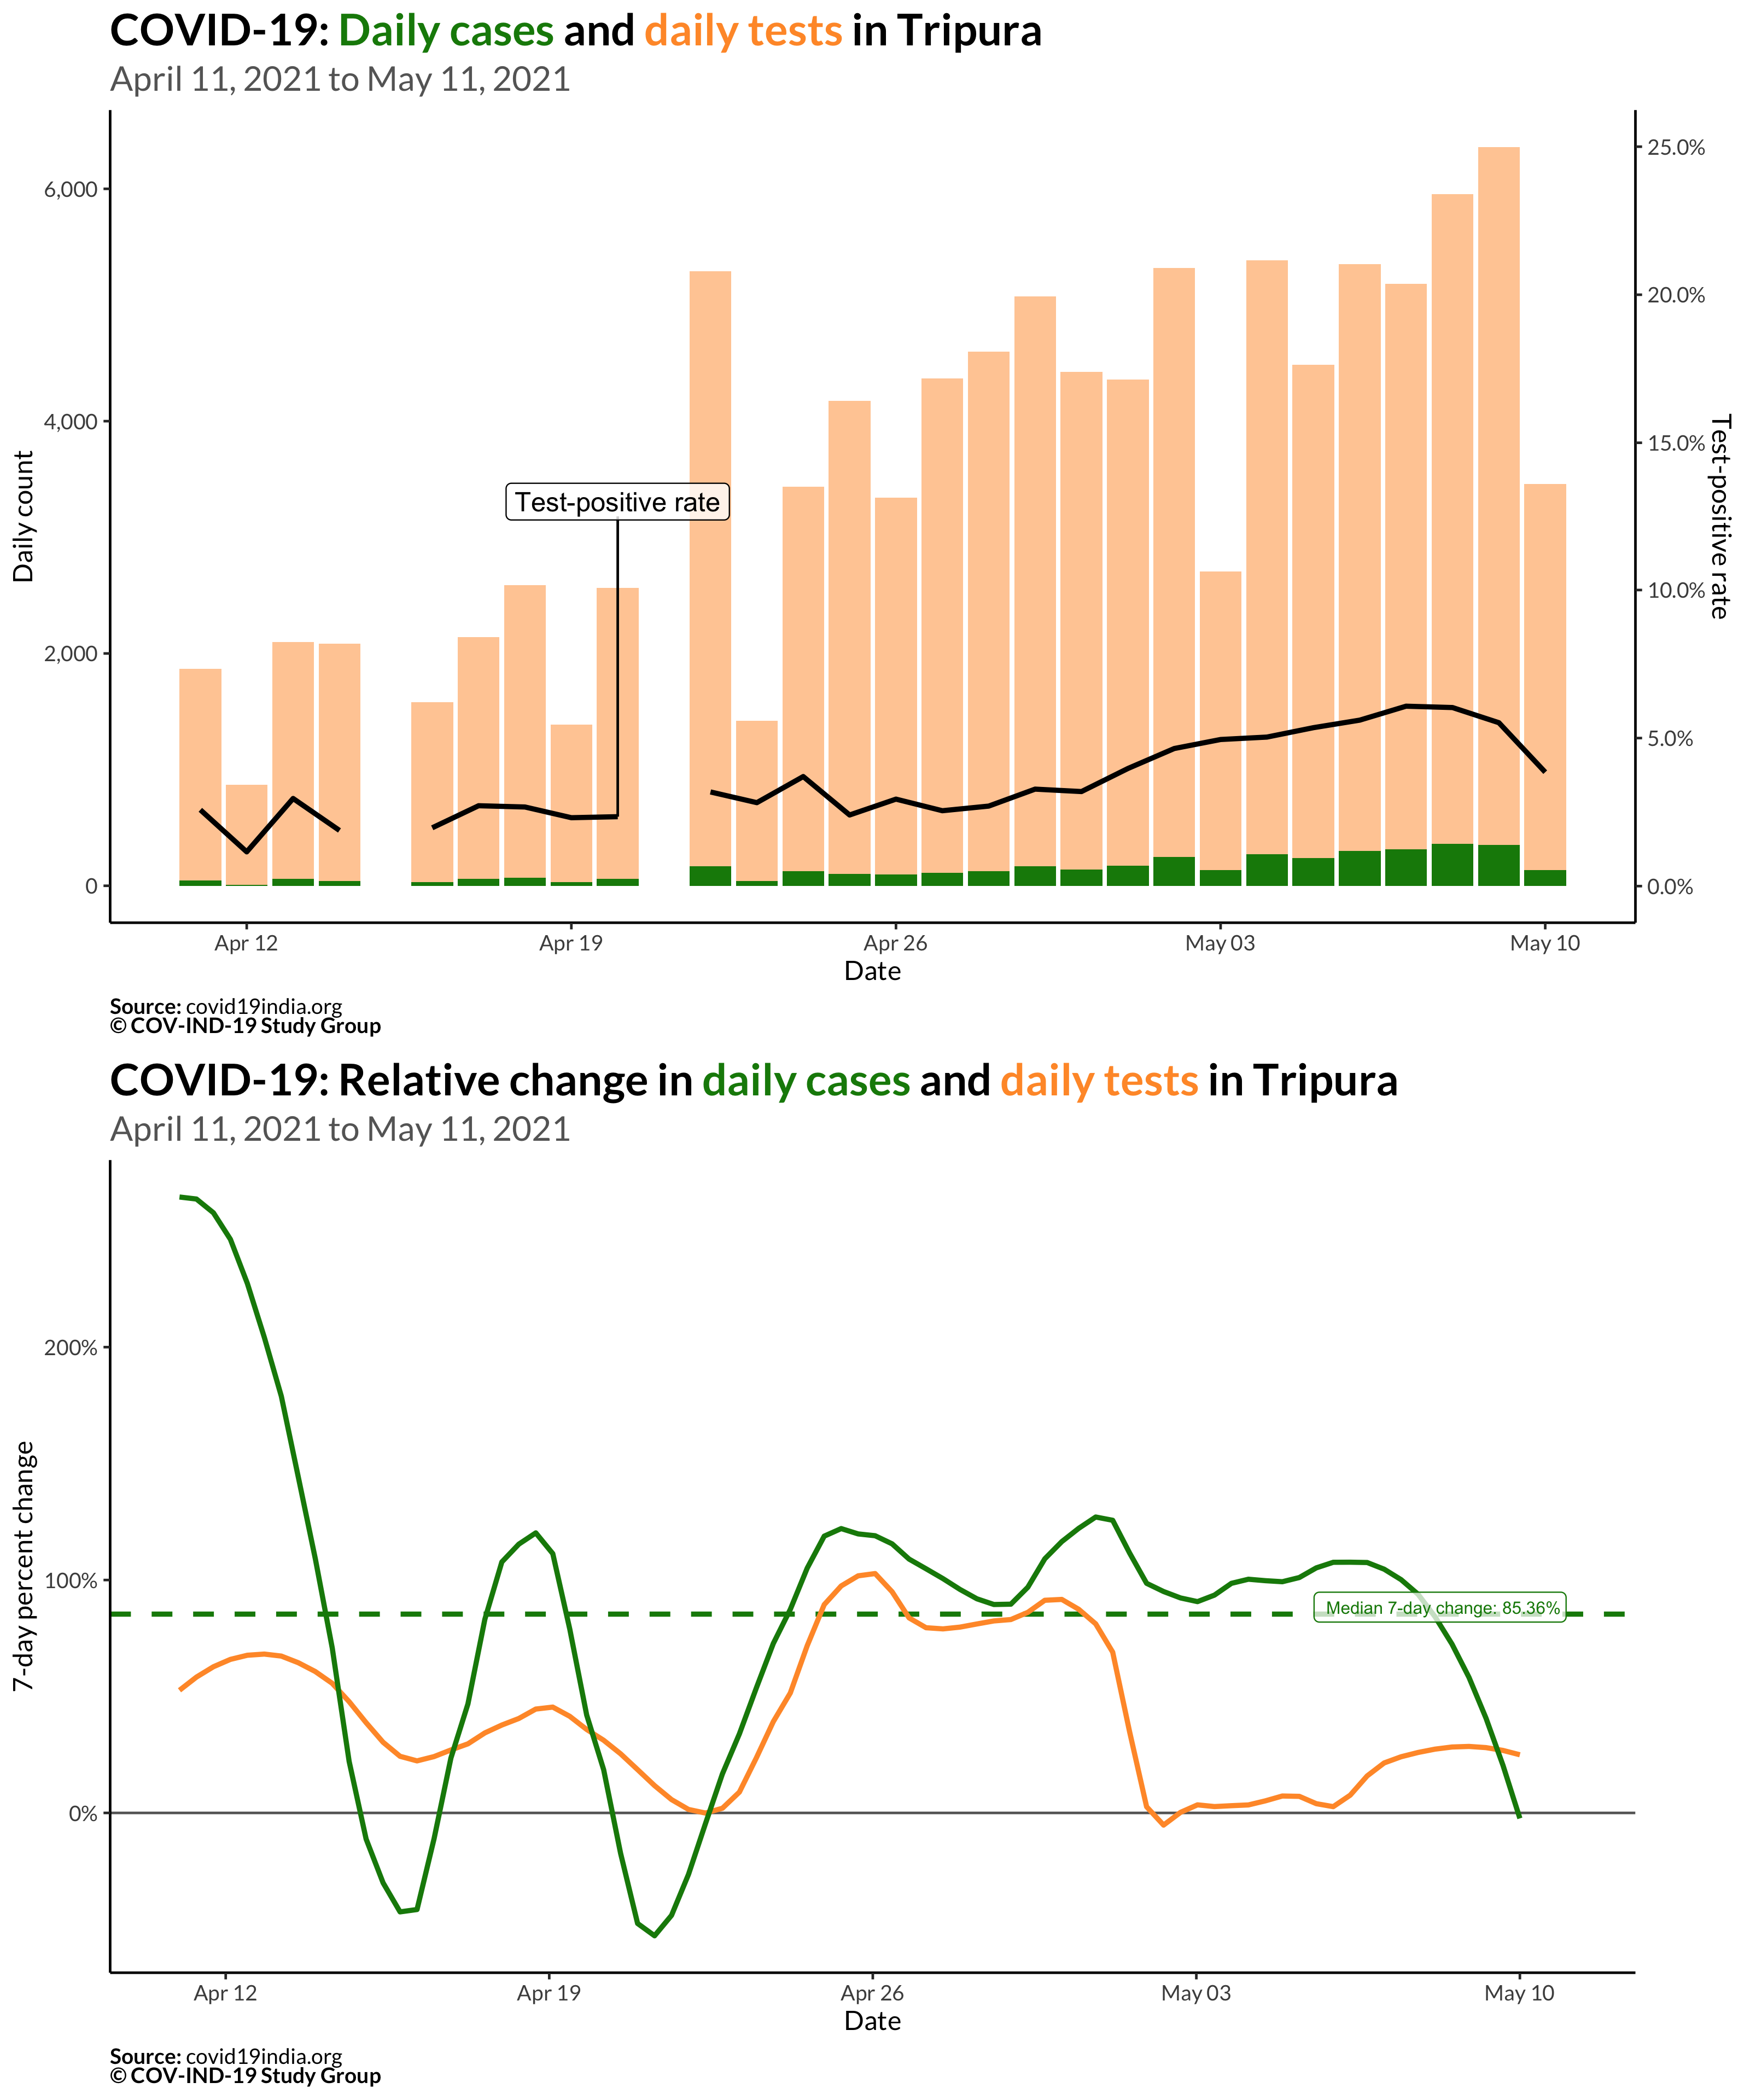 COVID-19: Daily cases and daily tests in Tripura
April 11, 2021 to May 11, 2021
Daily count
6,000
4,000
2,000
0
Test-positive rate
25.0%
20.0%
15.0%
10.0%
5.0%
0.0%
Test-positive rate
Apr 12
Apr 19
Apr 26
May 03
May 10
Date
Source: covid19india.org
© COV-IND-19 Study Group
COVID-19: Relative change in daily cases and daily tests in Tripura
April 11, 2021 to May 11, 2021
7-day percent change
200%
100%
0%
Median 7-day change: 85.36%
Apr 12
Apr 19
Apr 26
May 03
May 10
Date
Source: covid19india.org
© COV-IND-19 Study Group